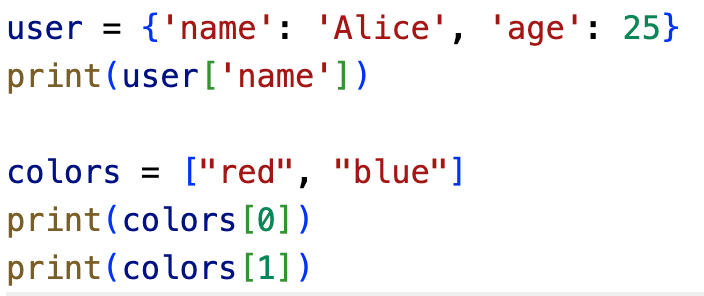 user = {'name': 'Alice', 'age': 25}
print(user['name'])
colors = ["red", "blue"]
print(colors[0])
print(colors[1])